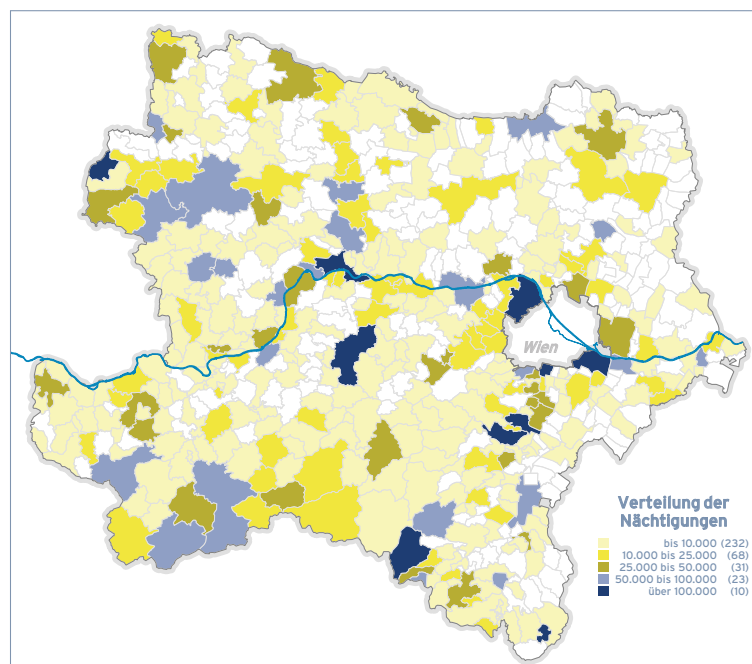 Wien
Verteilung der
Nächtigungen
bis 10.000 (232)
10.000 bis 25.000 (68)
25.000 bis 50.000 (31)
50.000 bis 100.000 (23)
über 100.000 (10)